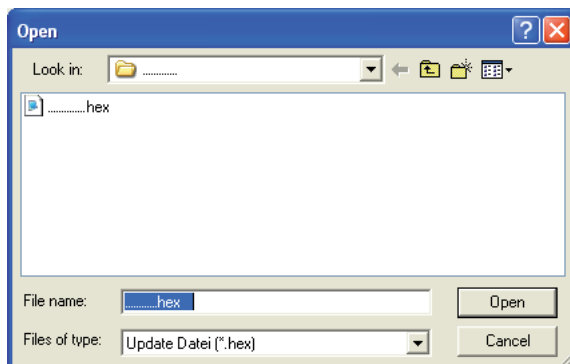 Open
Look in: .............
.............hex
File name: ..........hex Open
Files of type: Update Datei (*.hex) Cancel